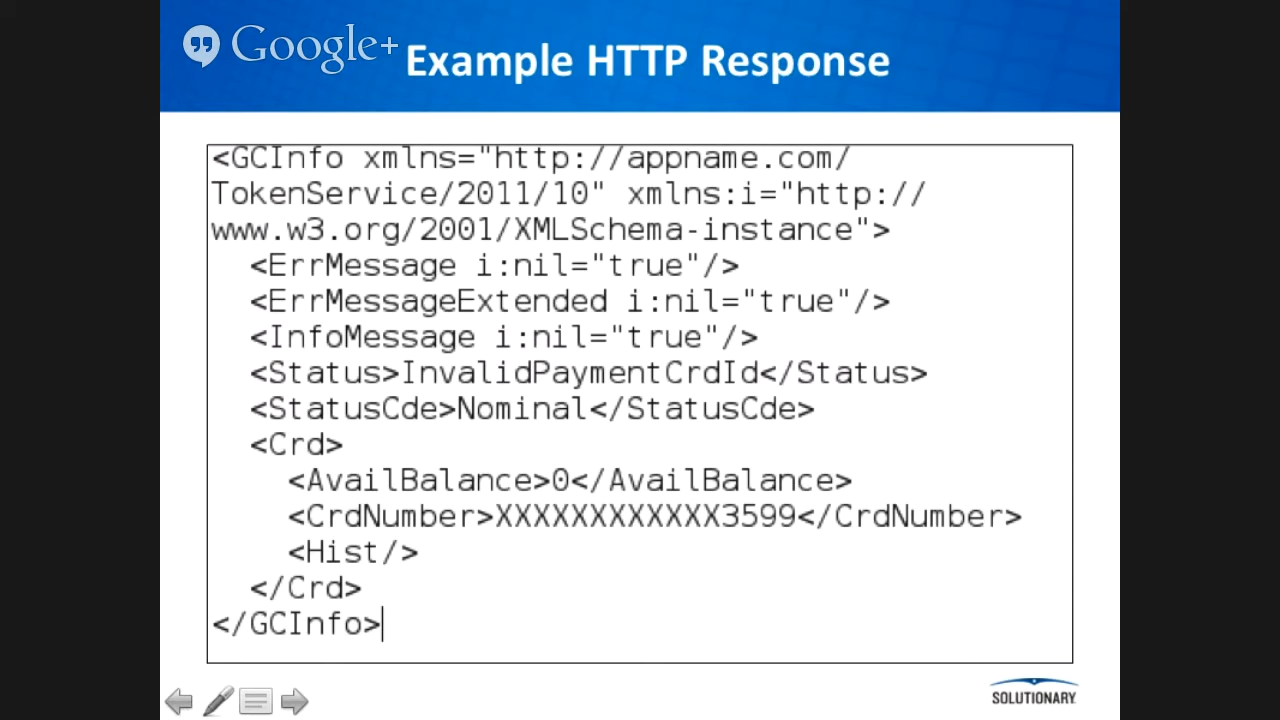 Google+
Example HTTP Response
<GCInfo xmlns="http://appname.com/
TokenService/2011/10" xmlns:i="http://
www.w3.org/2001/XMLSchema-instance">
  <ErrMessage i:nil="true"/>
  <ErrMessageExtended i:nil="true"/>
  <InfoMessage i:nil="true"/>
  <Status>InvalidPaymentCrdId</Status>
  <StatusCde>Nominal</StatusCde>
  <Crd>
    <AvailBalance>0</AvailBalance>
    <CrdNumber>XXXXXXXXXXXX3599</CrdNumber>
    <Hist/>
  </Crd>
</GCInfo>
SOLUTIONARY